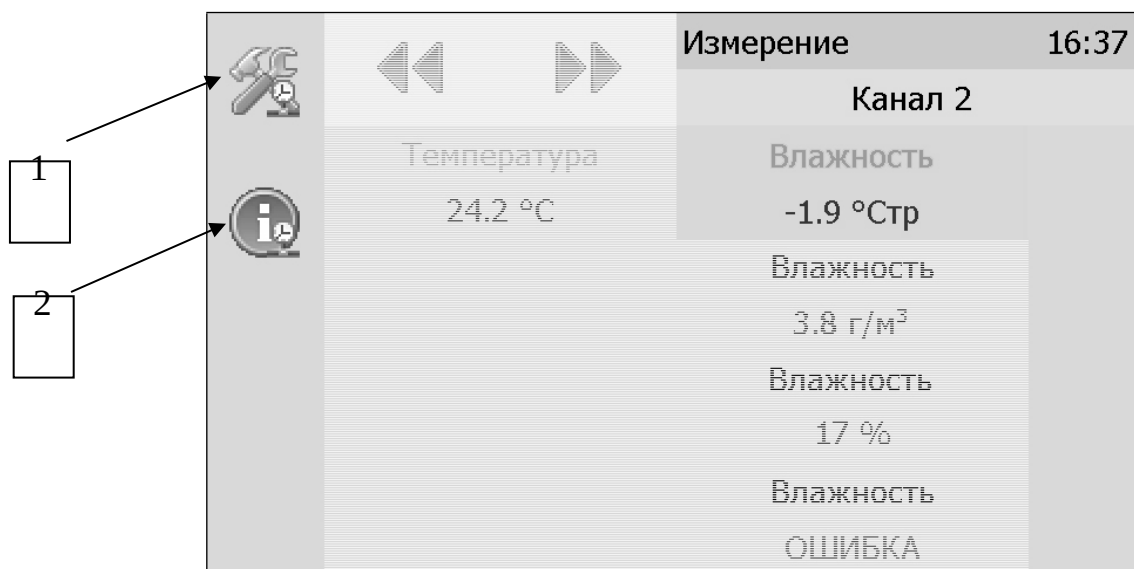 Измерение 16:37
Канал 2
1
Температура Влажность
24.2 °C -1.9 °Cтр
2
Влажность
3.8 г/м³
Влажность
17 %
Влажность
ОШИБКА